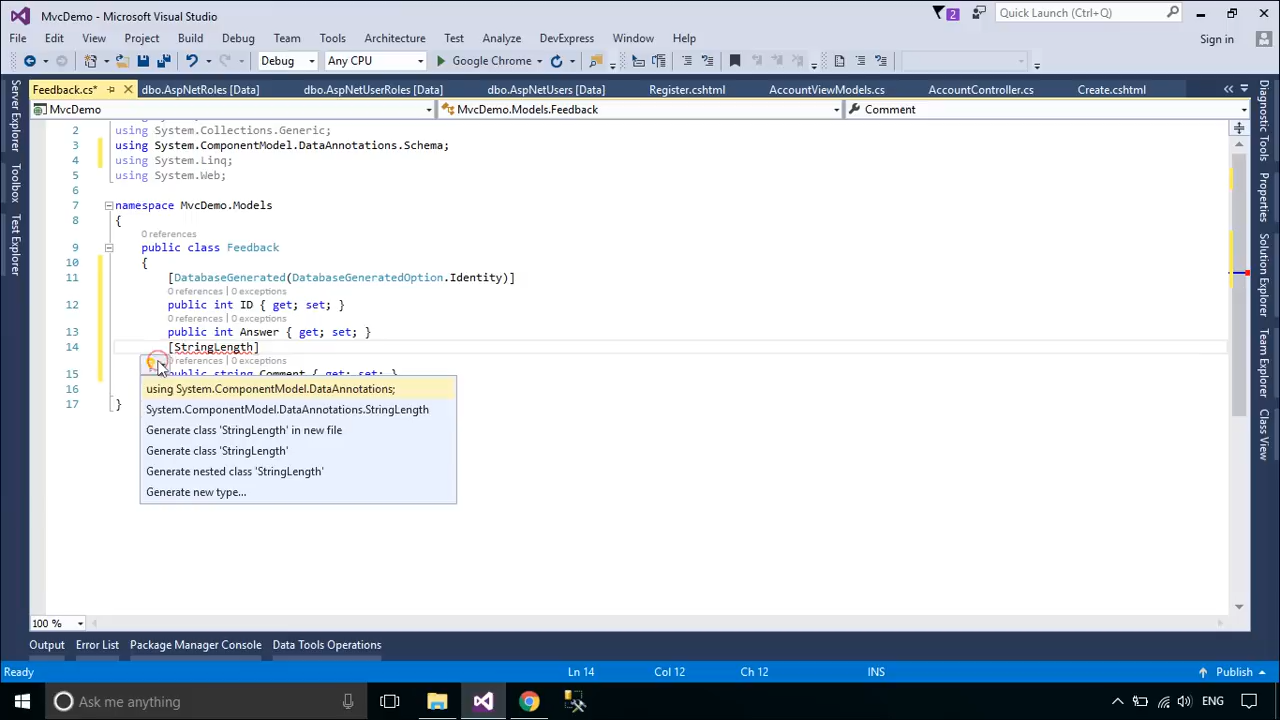 MvcDemo - Microsoft Visual Studio
2
Quick Launch (Ctrl+Q)
File Edit View Project Build Debug Team Tools Architecture Test Analyze DevExpress Window Help
Sign in
Debug Any CPU Google Chrome
Feedback.cs* dbo.AspNetRoles [Data] dbo.AspNetUserRoles [Data] dbo.AspNetUsers [Data] Register.cshtml AccountViewModels.cs AccountController.cs Create.cshtml
MvcDemo MvcDemo.Models.Feedback Comment
Server Explorer
Toolbox
Test Explorer
2 using System.Collections.Generic;
3 using System.ComponentModel.DataAnnotations.Schema;
4 using System.Linq;
5 using System.Web;
6
7 namespace MvcDemo.Models
8 {
0 references
9 public class Feedback
10 {
11 [DatabaseGenerated(DatabaseGeneratedOption.Identity)]
0 references | 0 exceptions
12 public int ID { get; set; }
0 references | 0 exceptions
13 public int Answer { get; set; }
14 [StringLength]
references | 0 exceptions
15 public string Comment { get; set; }
16
17 }
using System.ComponentModel.DataAnnotations;
System.ComponentModel.DataAnnotations.StringLength
Generate class 'StringLength' in new file
Generate class 'StringLength'
Generate nested class 'StringLength'
Generate new type...
Diagnostic Tools
Properties
Solution Explorer
Team Explorer
Class View
100 %
Output Error List Package Manager Console Data Tools Operations
Ready Ln 14 Col 12 Ch 12 INS Publish
Ask me anything
ENG